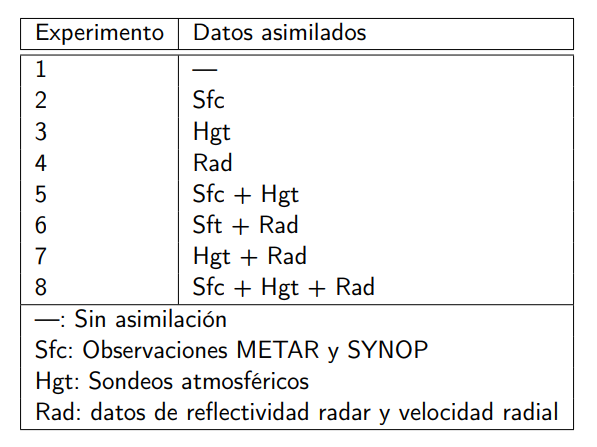 Experimento Datos asimilados
1 —
2 Sfc
3 Hgt
4 Rad
5 Sfc + Hgt
6 Sft + Rad
7 Hgt + Rad
8 Sfc + Hgt + Rad
—: Sin asimilación
Sfc: Observaciones METAR y SYNOP
Hgt: Sondeos atmosféricos
Rad: datos de reflectividad radar y velocidad radial